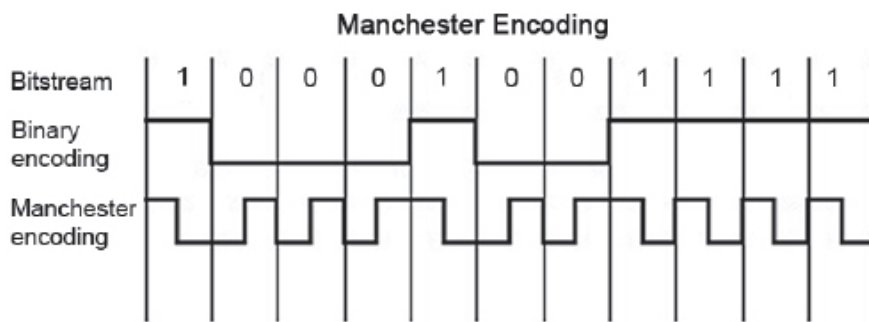 Manchester Encoding
Bitstream 1 0 0 0 1 0 0 1 1 1 1
Binary
encoding
Manchester
encoding